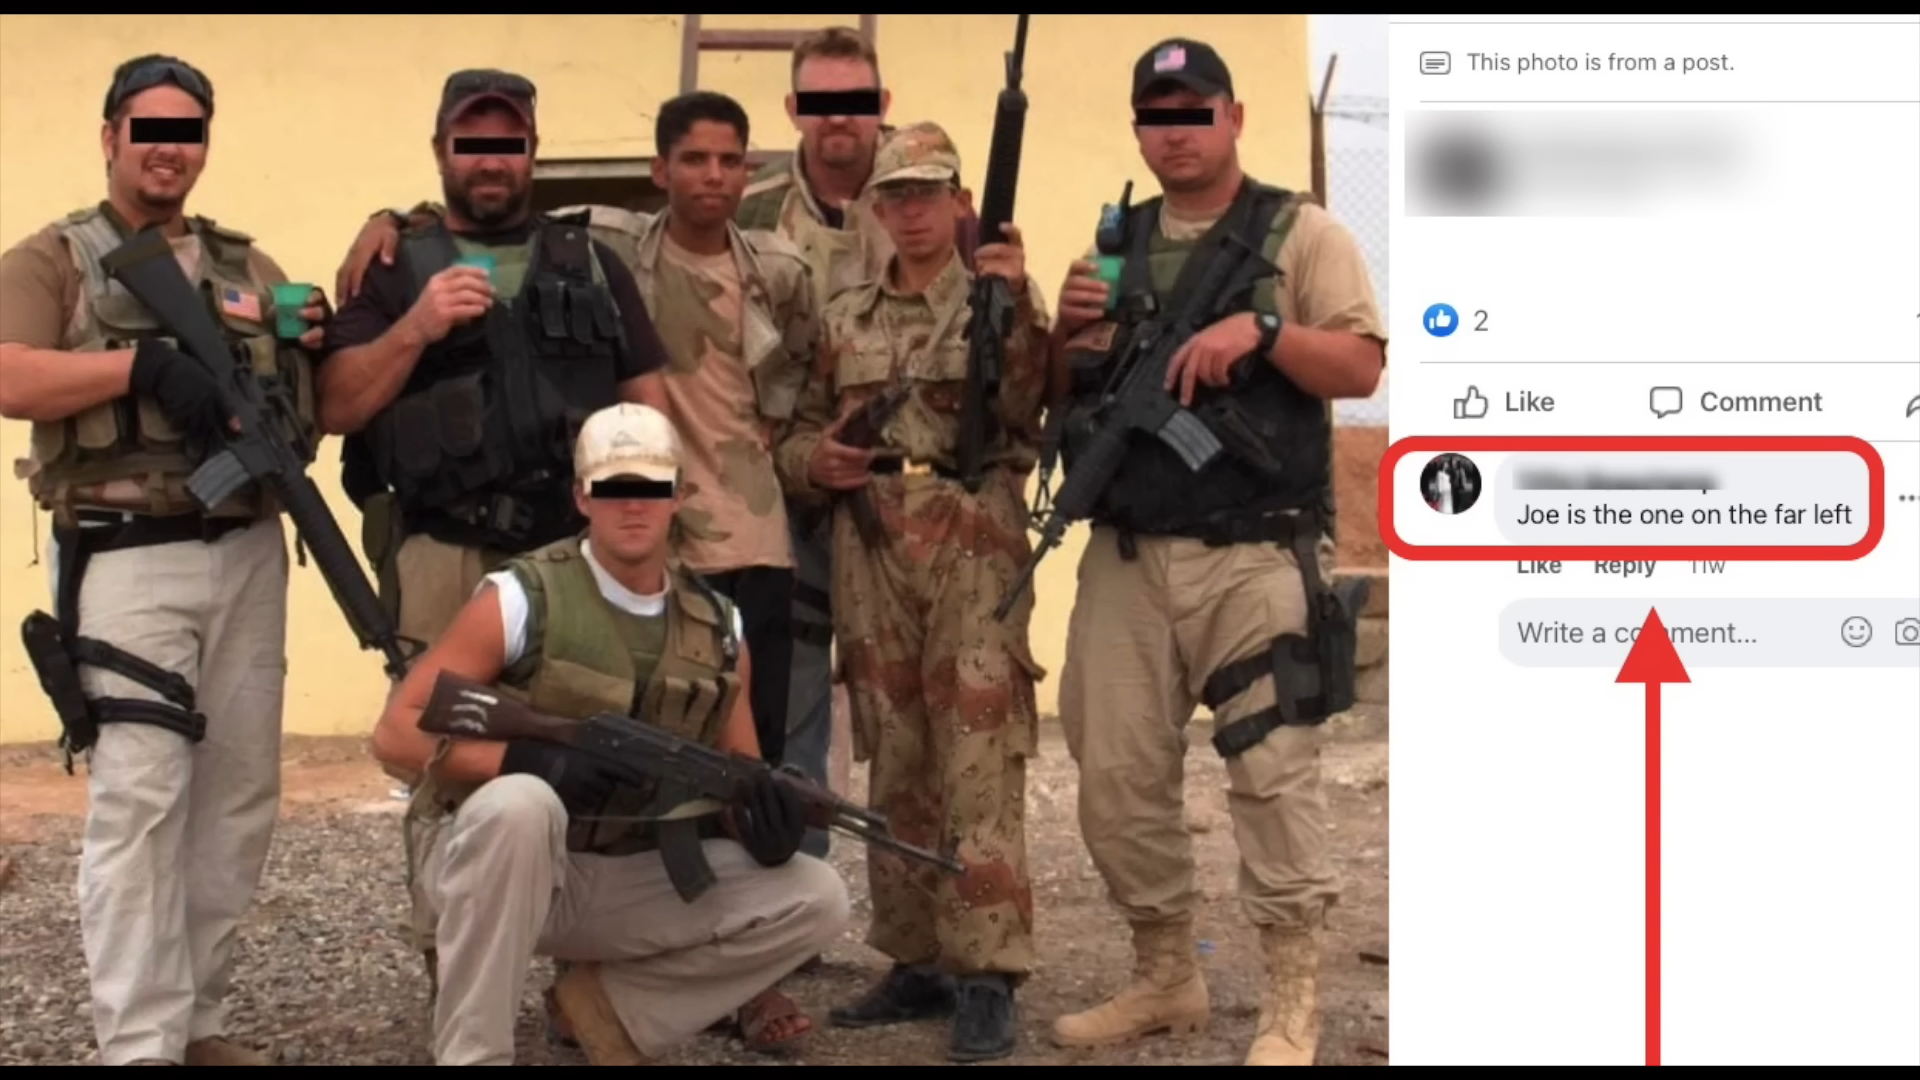 This photo is from a post.
2
Like
Comment
Joe is the one on the far left
Like Reply 11w
Write a comment...